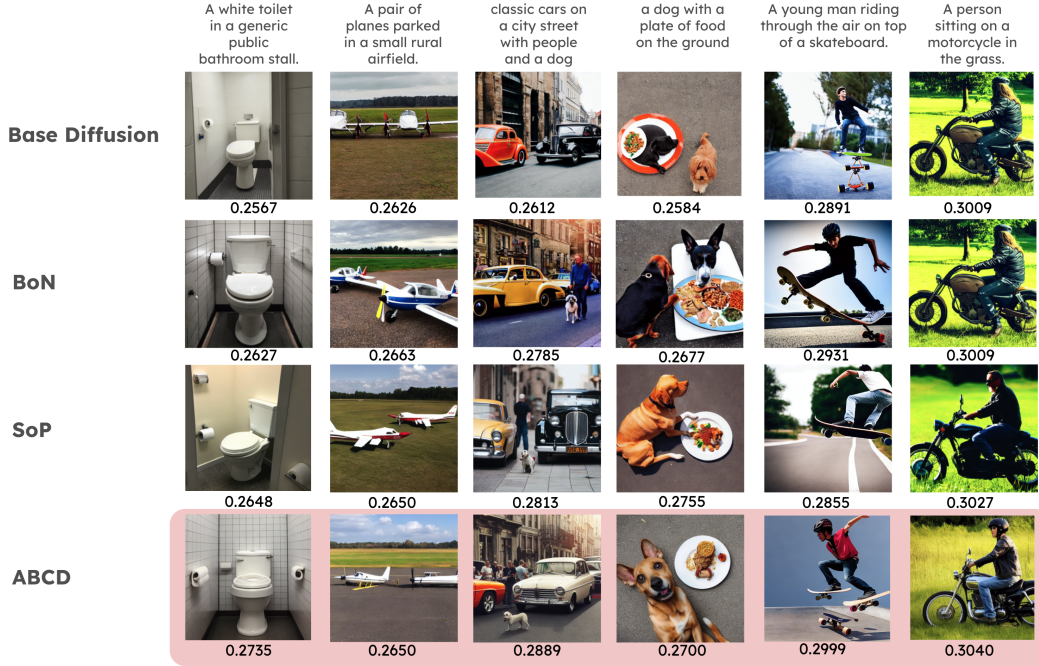 A white toilet
in a generic
public
bathroom stall.
A pair of
planes parked
in a small rural
airfield.
classic cars on
a city street
with people
and a dog
a dog with a
plate of food
on the ground
A young man riding
through the air on top
of a skateboard.
A person
sitting on a
motorcycle in
the grass.
Base Diffusion
0.2567 0.2626 0.2612 0.2584 0.2891 0.3009
BoN
0.2627 0.2663 0.2785 0.2677 0.2931 0.3009
SoP
0.2648 0.2650 0.2813 0.2755 0.2855 0.3027
ABCD
0.2735 0.2650 0.2889 0.2700 0.2999 0.3040